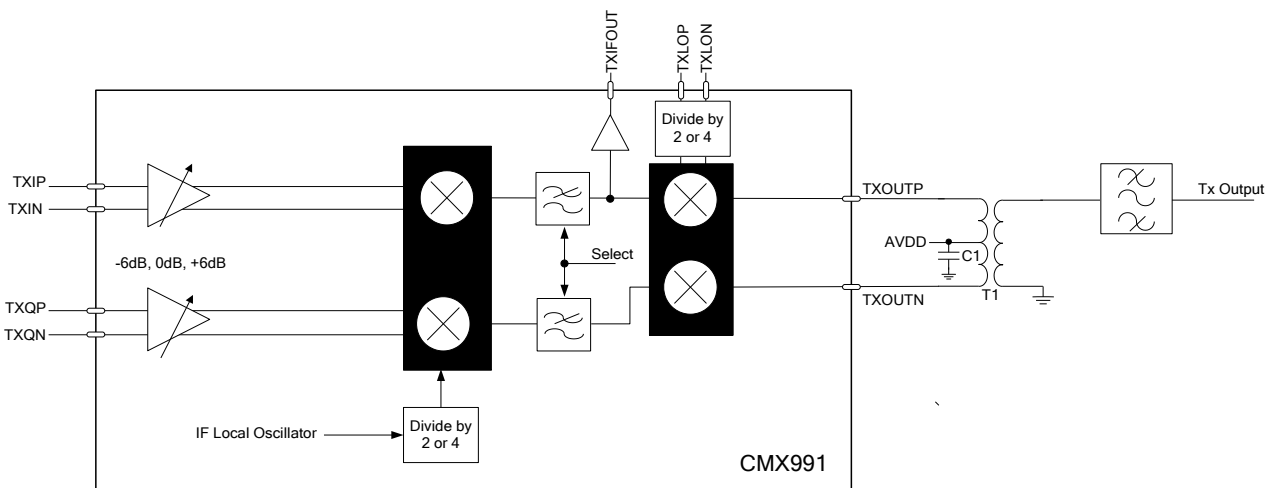 TXIFOUT
TXLOP
TXLON
Divide by
2 or 4
TXIP
TXIN
TXOUTP
Tx Output
Select
AVDD
C1
-6dB, 0dB, +6dB
TXQP
TXQN
TXOUTN
T1
IF Local Oscillator
Divide by
2 or 4
CMX991